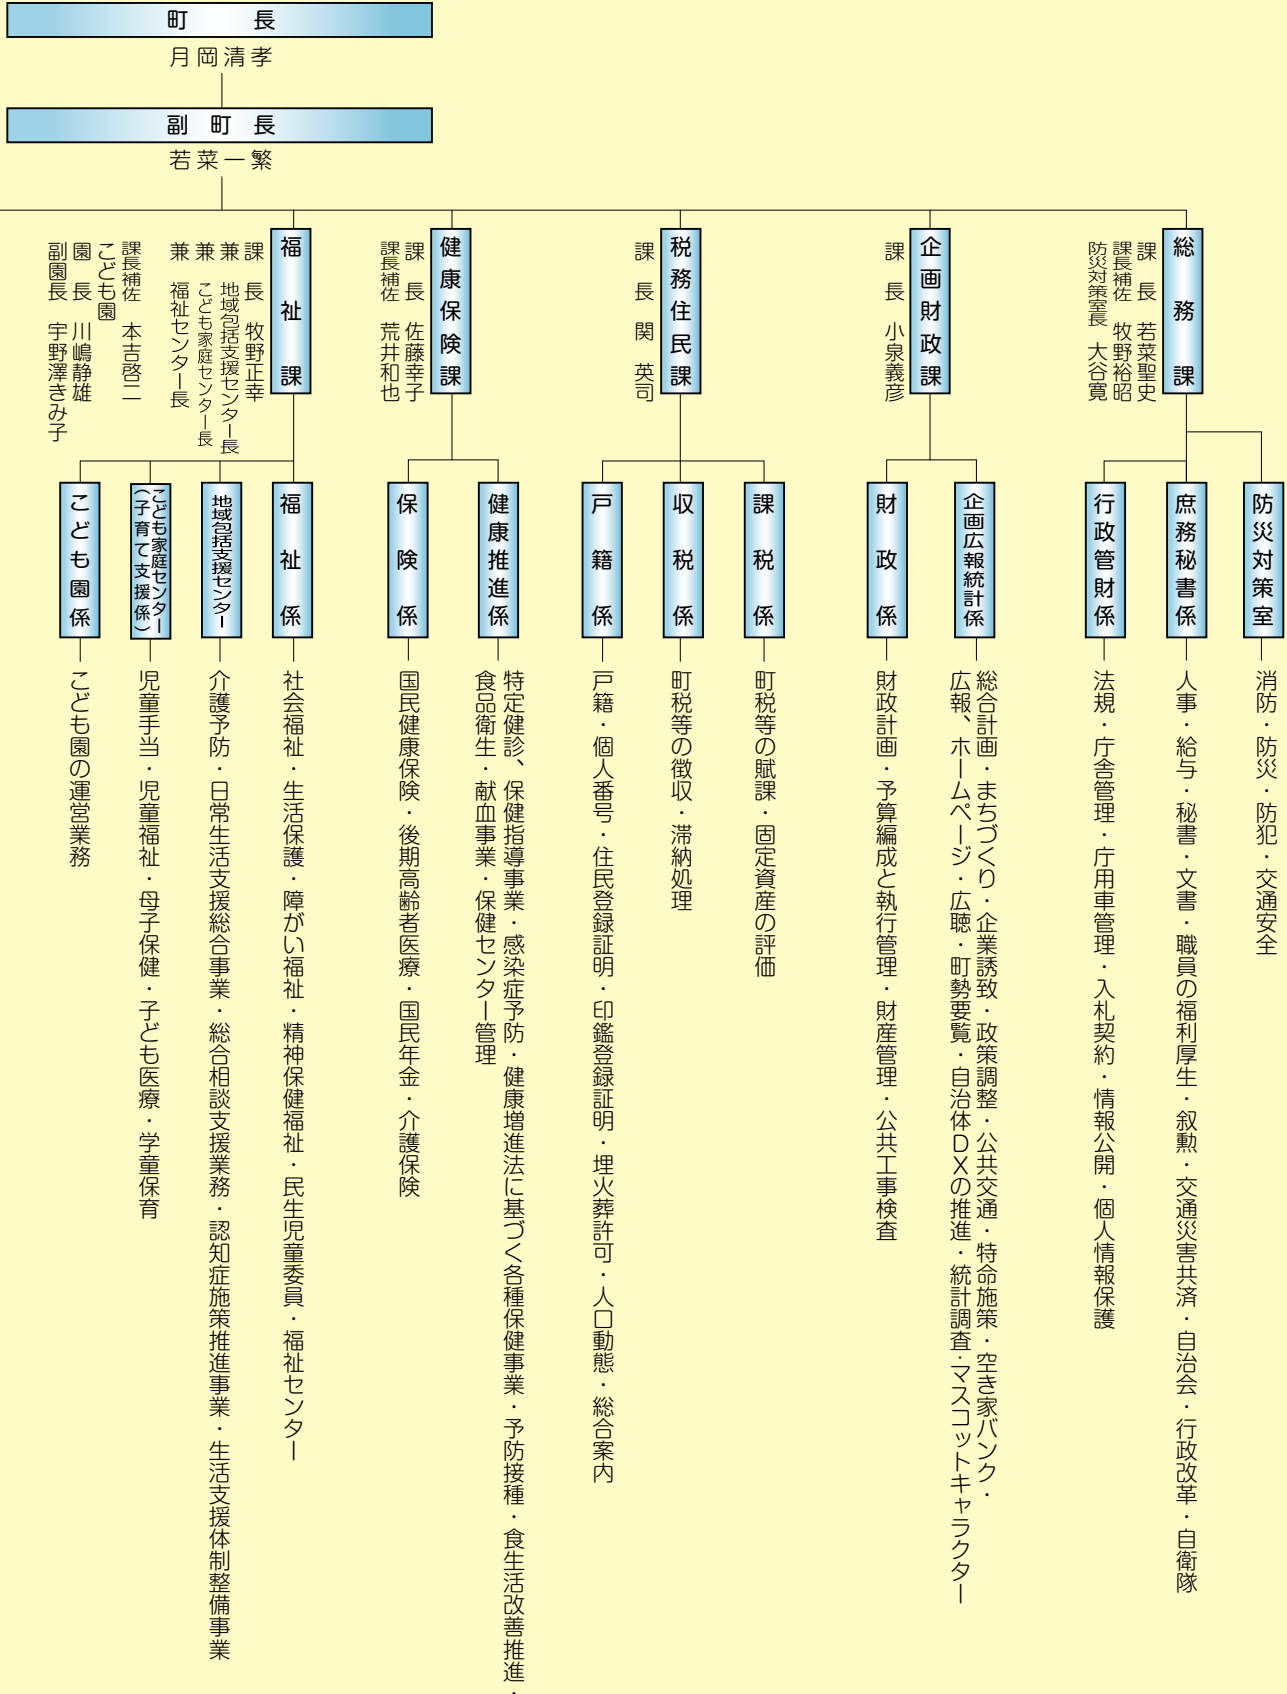 町長
月岡清孝
副町長
若菜一繁
総務課
課長 若菜聖史
課長補佐 牧野裕昭
防災対策室長 大谷寛
防災対策室
消防・防災・防犯・交通安全
庶務秘書係
人事・給与・秘書・文書・職員の福利厚生・叙勲・交通災害共済・自治会・行政改革・自衛隊
行政管財係
法規・庁舎管理・庁用車管理・入札契約・情報公開・個人情報保護
企画財政課
課長 小泉義彦
企画広報統計係
総合計画・まちづくり・企業誘致・政策調整・公共交通・特命施策・空き家バンク・
広報、ホームページ・広聴・町勢要覧・自治体DXの推進・統計調査・マスコットキャラクター
財政係
財政計画・予算編成と執行管理・財産管理・公共工事検査
税務住民課
課長 関英司
課税係
町税等の賦課・固定資産の評価
収税係
町税等の徴収・滞納処理
戸籍係
戸籍・個人番号・住民登録証明・印鑑登録証明・埋火葬許可・人口動態・総合案内
健康保険課
課長 佐藤幸子
課長補佐 荒井和也
健康推進係
特定健診、保健指導事業・感染症予防・健康増進法に基づく各種保健事業・予防接種・食生活改善推進・
食品衛生・献血事業・保健センター管理
保険係
国民健康保険・後期高齢者医療・国民年金・介護保険
福祉課
課長 牧野正幸
兼 地域包括支援センター長
兼 こども家庭センター長
兼 福祉センター長
課長補佐 本吉啓二
こども園
園長 川嶋静雄
副園長 宇野澤きみ子
福祉係
社会福祉・生活保護・障がい福祉・精神保健福祉・民生児童委員・福祉センター
地域包括支援センター
介護予防・日常生活支援総合事業・総合相談支援業務・認知症施策推進事業・生活支援体制整備事業
こども家庭センター
(子育て支援係)
児童手当・児童福祉・母子保健・子ども医療・学童保育
こども園係
こども園の運営業務